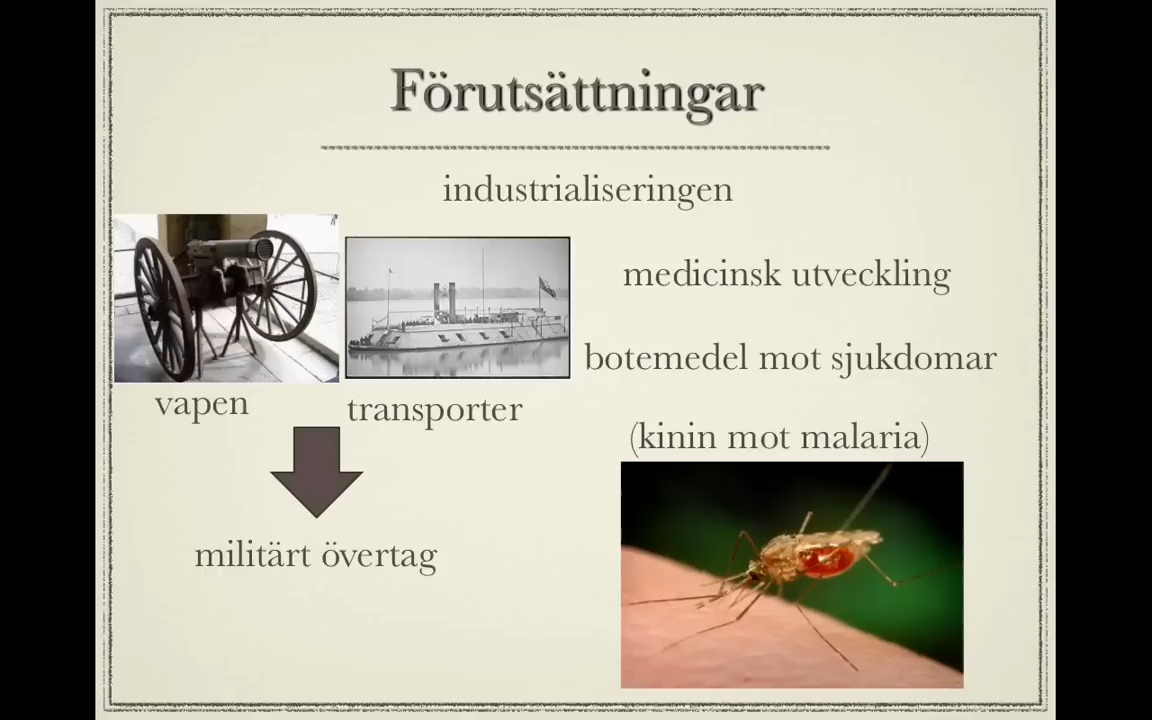 Förutsättningar
industrialiseringen
medicinsk utveckling
botemedel mot sjukdomar
vapen
transporter
(kinin mot malaria)
militärt övertag